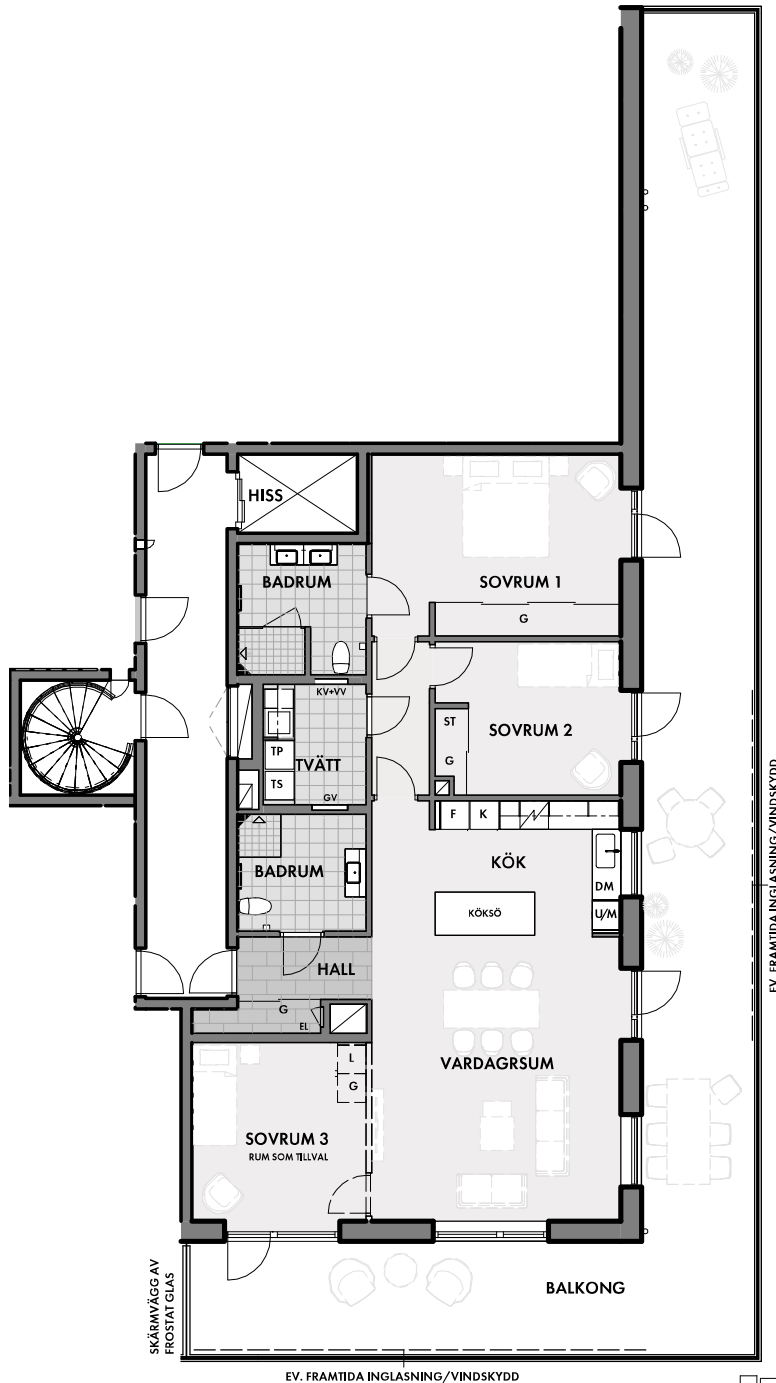 HISS
BADRUM
SOVRUM 1
G
KV+VV
ST
SOVRUM 2
TP
TVÄTT
G
TS
GV
F
K
KÖK
BADRUM
DM
KÖKSÖ
U/M
HALL
G
EL
VARDAGRSUM
L
G
SOVRUM 3
RUM SOM TILLVAL
EV. FRAMTIDA INGLASNING/VINDSKYDD
SKÄRMVÄGG AV
FROSTAT GLAS
BALKONG
EV. FRAMTIDA INGLASNING/VINDSKYDD